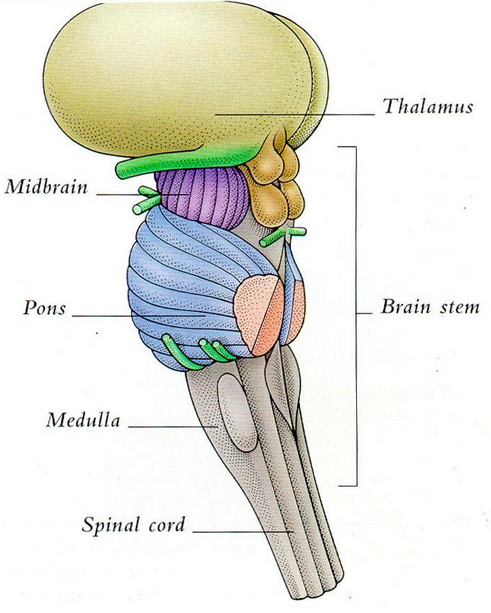 Thalamus
Midbrain
Pons
Brain stem
Medulla
Spinal cord